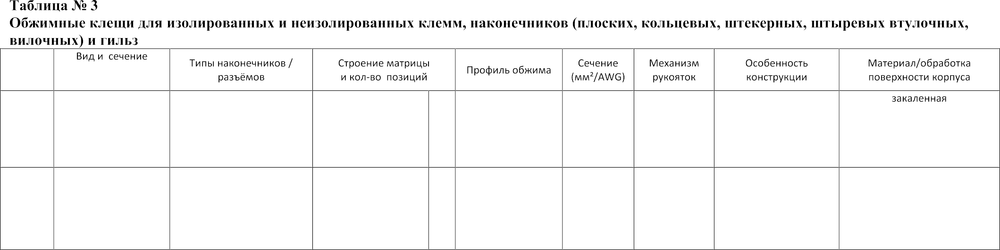 Таблица № 3
Обжимные клещи для изолированных и неизолированных клемм, наконечников (плоских, кольцевых, штекерных, штыревых втулочных,
вилочных) и гильз
Вид и сечение
Типы наконечников /
разъёмов
Строение матрицы
и кол-во позиций
Профиль обжима
Сечение
(мм²/AWG)
Механизм
рукояток
Особенность
конструкции
Материал/обработка
поверхности корпуса
закаленная